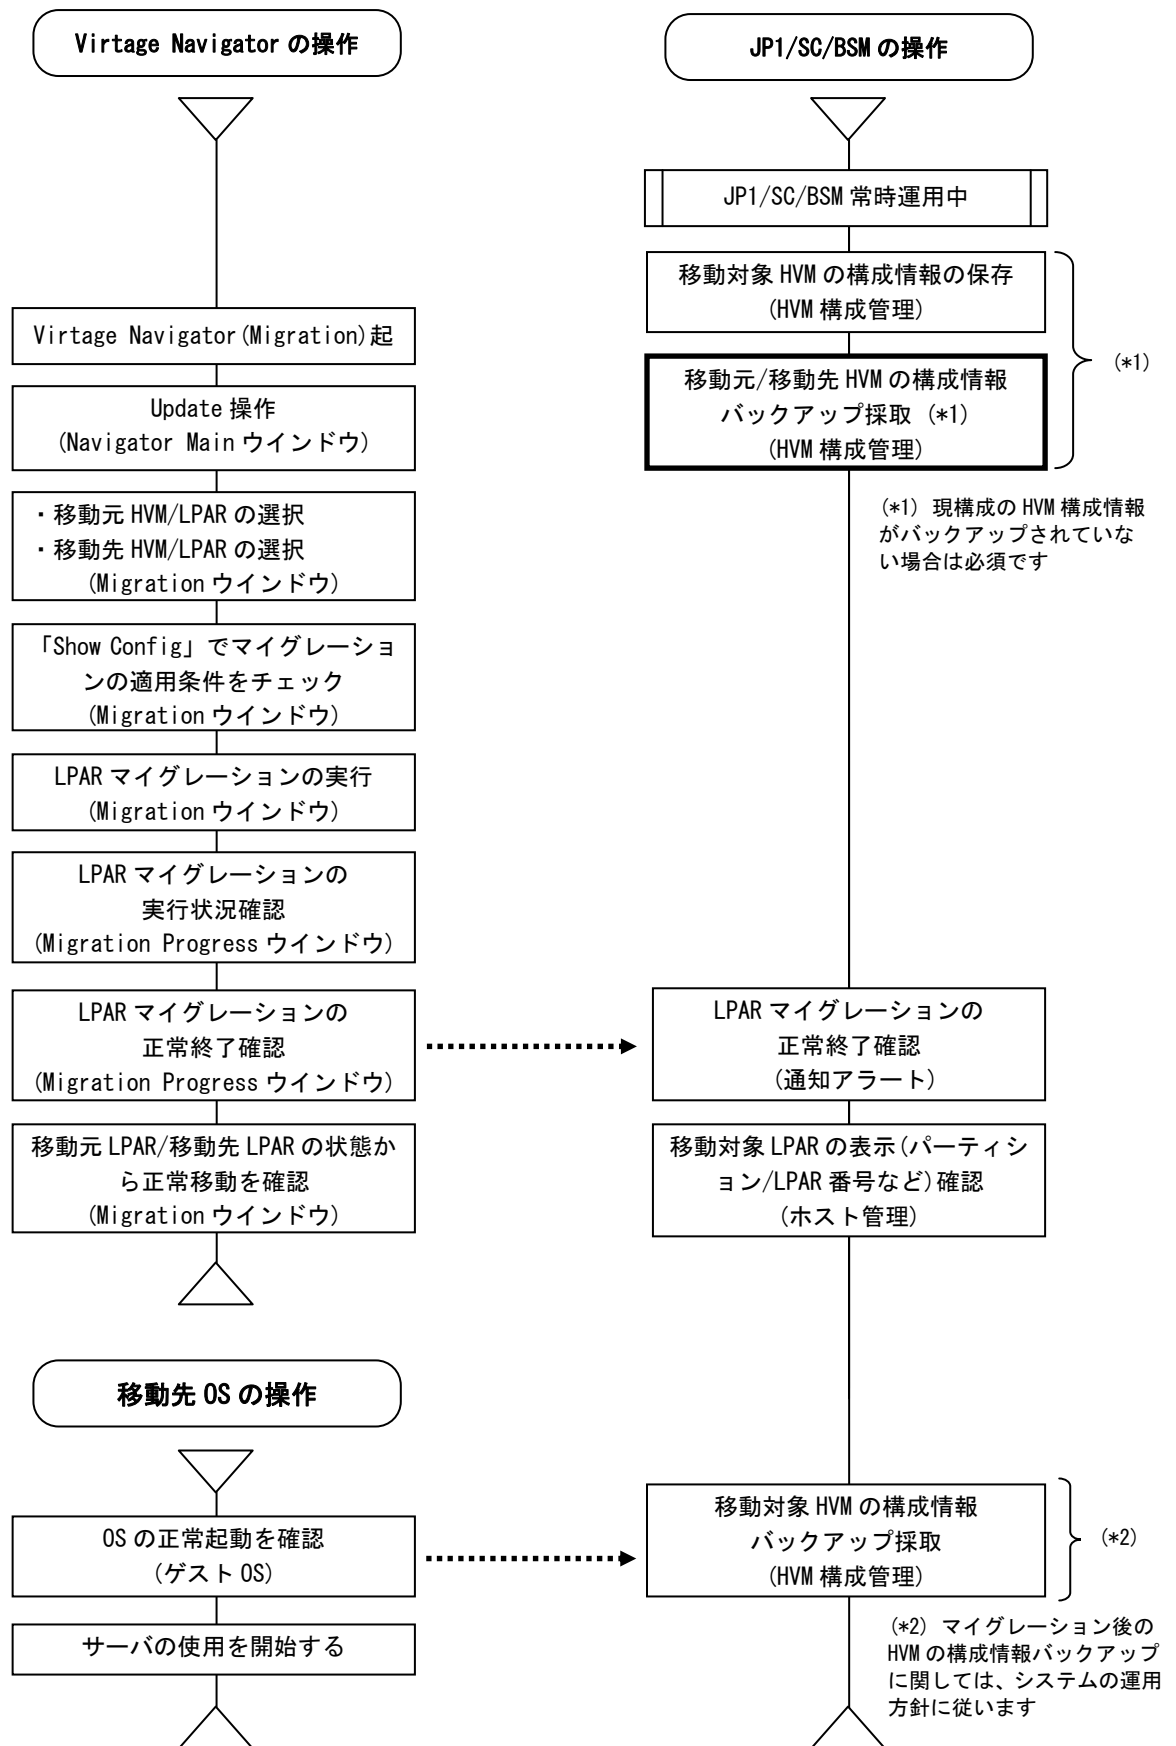 Virtage Navigator の操作
Virtage Navigator(Migration)起
Update 操作
(Navigator Main ウインドウ)
・移動元 HVM/LPAR の選択
・移動先 HVM/LPAR の選択
(Migration ウインドウ)
「Show Config」でマイグレーショ
ンの適用条件をチェック
(Migration ウインドウ)
LPAR マイグレーションの実行
(Migration ウインドウ)
LPAR マイグレーションの
実行状況確認
(Migration Progress ウインドウ)
LPAR マイグレーションの
正常終了確認
(Migration Progress ウインドウ)
移動元 LPAR/移動先 LPAR の状態か
ら正常移動を確認
(Migration ウインドウ)
移動先 OS の操作
OS の正常起動を確認
(ゲスト OS)
サーバの使用を開始する
JP1/SC/BSM の操作
JP1/SC/BSM 常時運用中
移動対象 HVM の構成情報の保存
(HVM 構成管理)
移動元/移動先 HVM の構成情報
バックアップ採取 (*1)
(HVM 構成管理)
(*1)
(*1) 現構成の HVM 構成情報
がバックアップされていな
い場合は必須です
LPAR マイグレーションの
正常終了確認
(通知アラート)
移動対象 LPAR の表示(パーティシ
ョン/LPAR 番号など)確認
(ホスト管理)
移動対象 HVM の構成情報
バックアップ採取
(HVM 構成管理)
(*2)
(*2) マイグレーション後の
HVM の構成情報バックアップ
に関しては、システムの運用
方針に従います